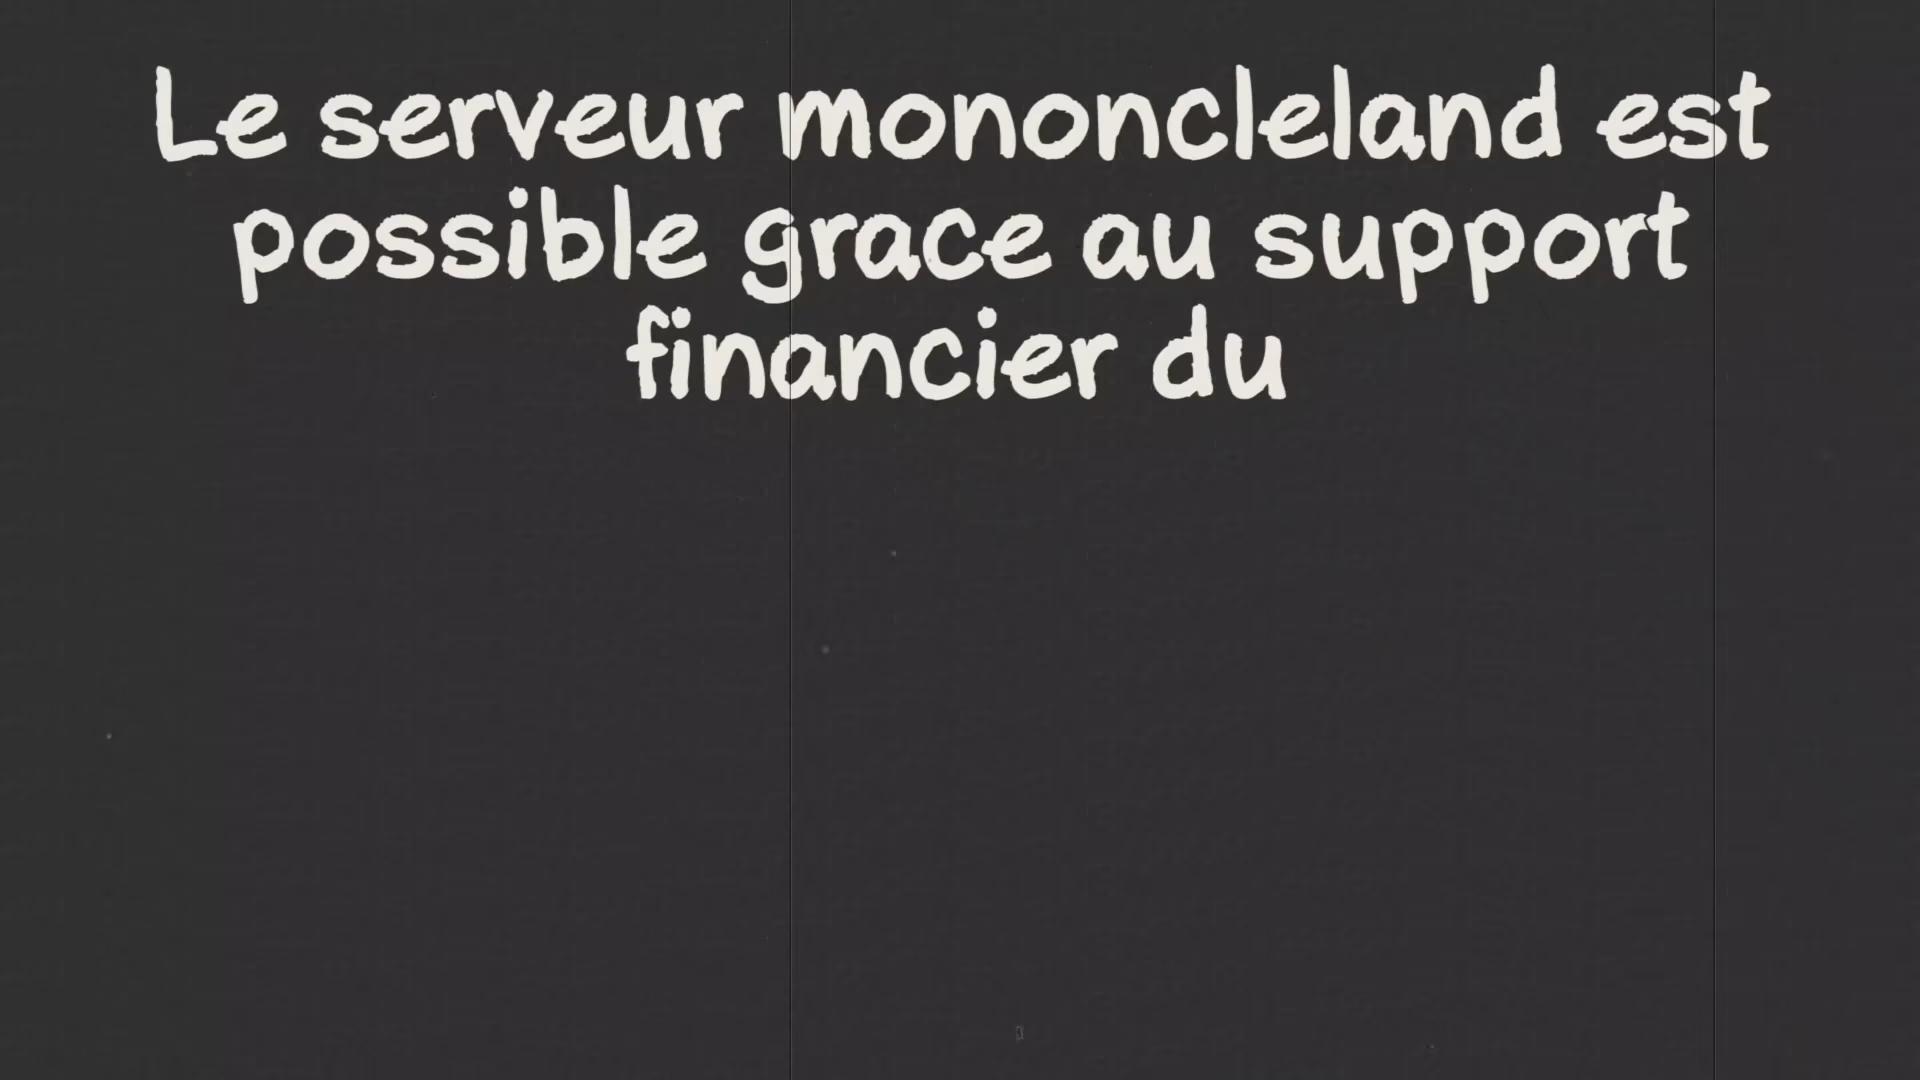 Le serveur mononcleland est
possible grace au support
financier du